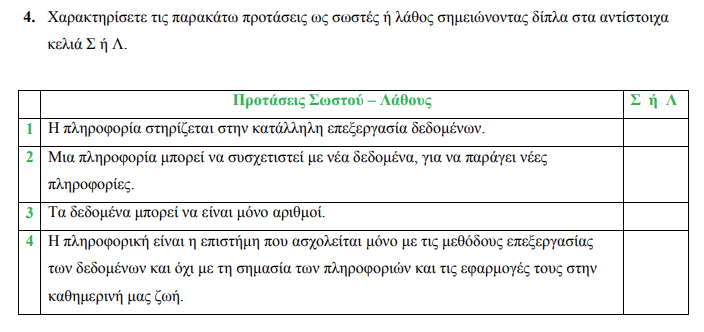 4. Χαρακτηρίσετε τις παρακάτω προτάσεις ως σωστές ή λάθος σημειώνοντας δίπλα στα αντίστοιχα
κελιά Σ ή Λ.
Προτάσεις Σωστού – Λάθους Σ ή Λ
1 Η πληροφορία στηρίζεται στην κατάλληλη επεξεργασία δεδομένων.
2 Μια πληροφορία μπορεί να συσχετιστεί με νέα δεδομένα, για να παράγει νέες
πληροφορίες.
3 Τα δεδομένα μπορεί να είναι μόνο αριθμοί.
4 Η πληροφορική είναι η επιστήμη που ασχολείται μόνο με τις μεθόδους επεξεργασίας
των δεδομένων και όχι με τη σημασία των πληροφοριών και τις εφαρμογές τους στην
καθημερινή μας ζωή.